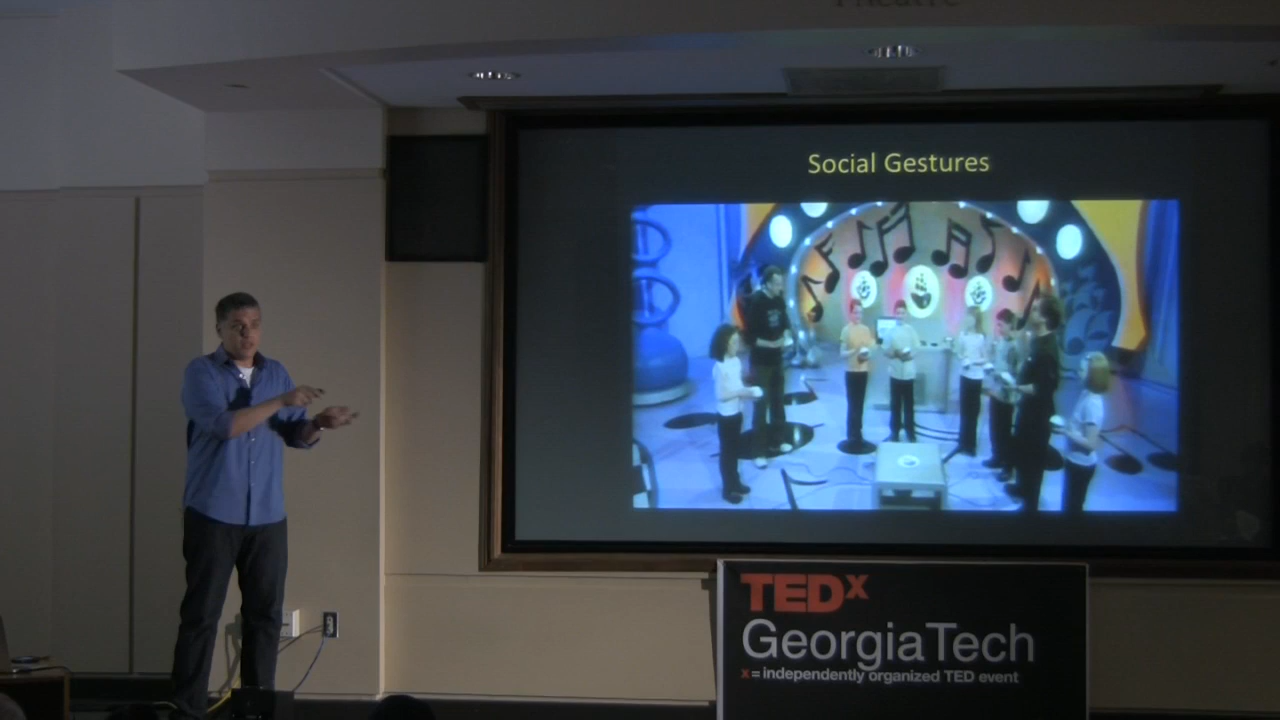 Social Gestures
TEDx
GeorgiaTech
x = independently organized TED event